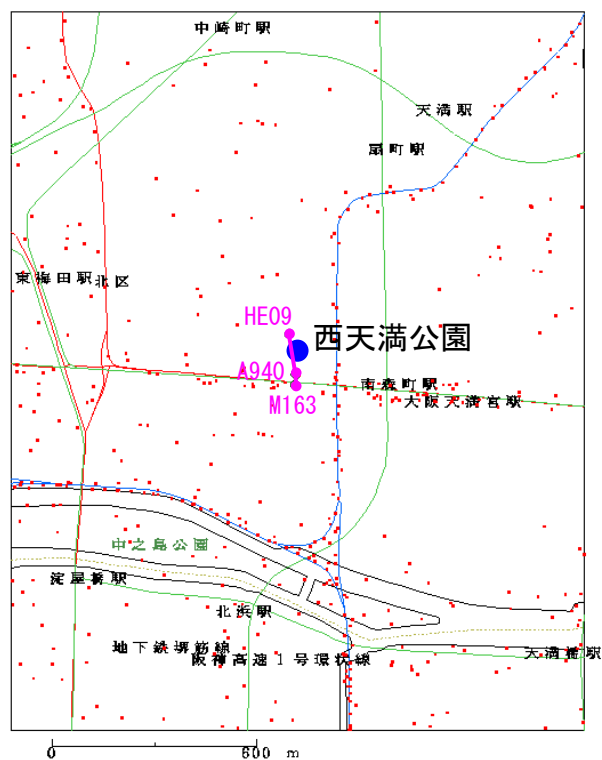 中崎町駅
天満駅
扇町駅
東梅田駅
北区
HE09
西天満公園
A940
南森町駅
M163
大阪天満宮駅
中之島公園
淀屋橋駅
北浜駅
地下鉄堺筋線
阪神高速1号環状線
天満橋駅
0 600 m